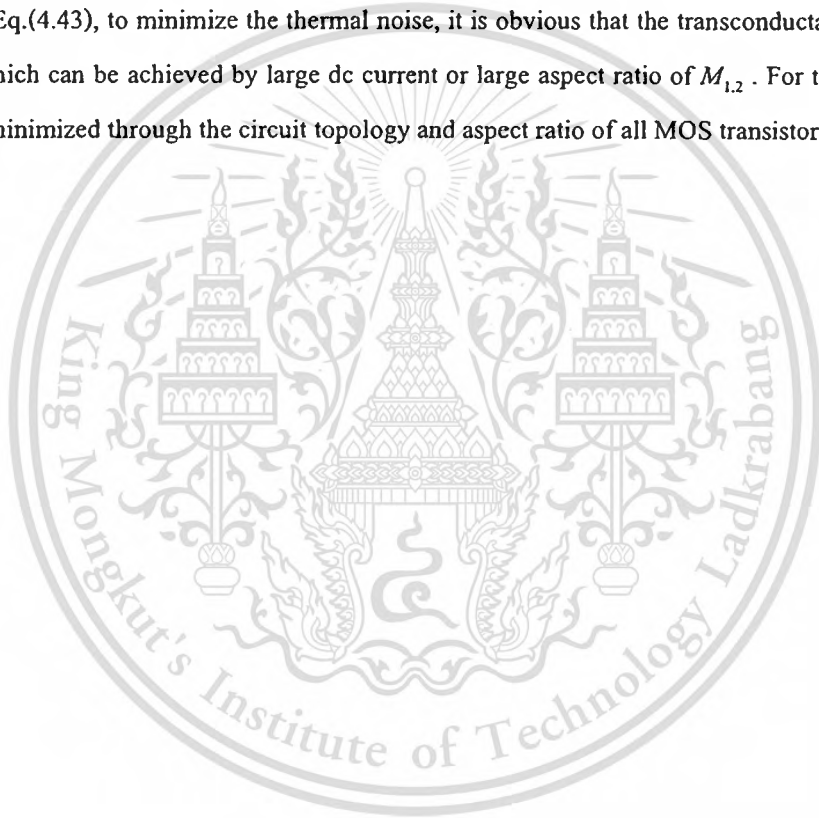 Eq.(4.43), to minimize the thermal noise, it is obvious that the
hich can be achieved by large dc current or large aspect ratio of M1,2 . For t
ninimized through the circuit topology and aspect ratio of all MOS transistor
King Mongkut's Institute of Technology Ladkrabang